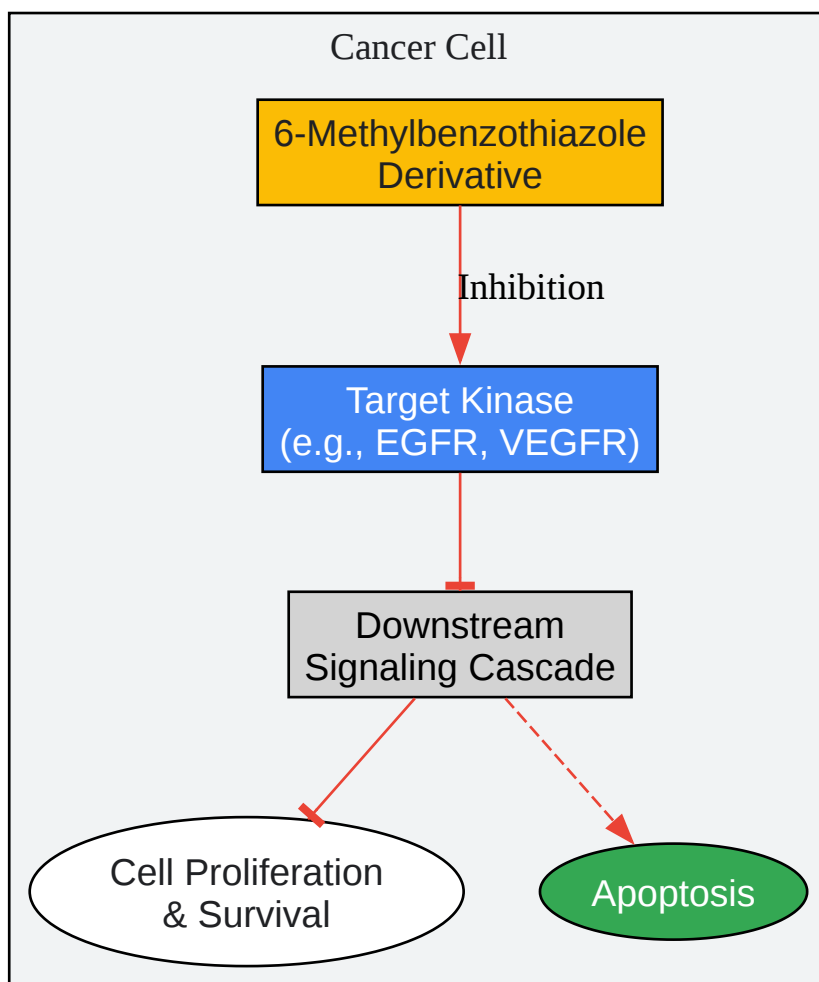 Cancer Cell
6-Methylbenzothiazole
Derivative
Inhibition
Target Kinase
(e.g., EGFR, VEGFR)
Downstream
Signaling Cascade
Cell Proliferation
& Survival
Apoptosis